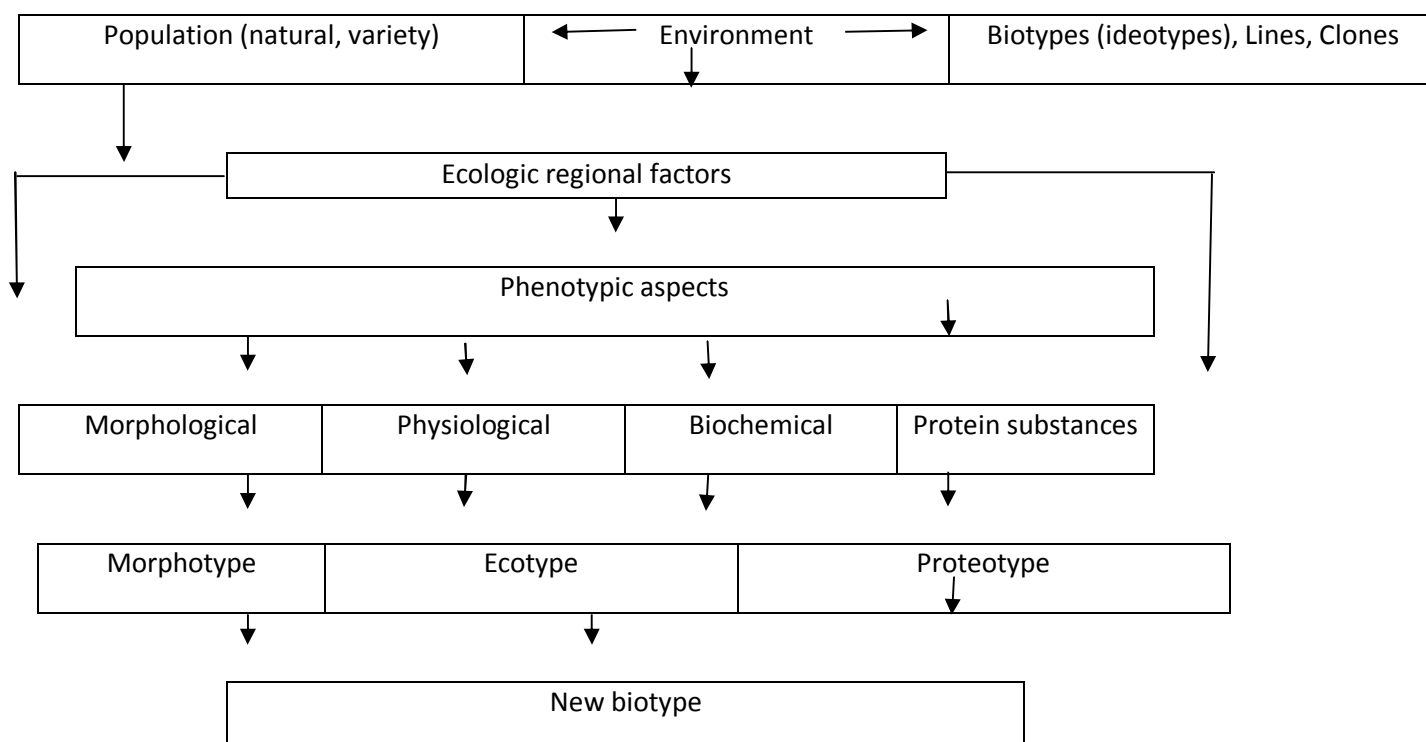 Population (natural, variety) Environment Biotypes (ideotypes), Lines, Clones
Ecologic regional factors
Phenotypic aspects
Morphological Physiological Biochemical Protein substances
Morphotype Ecotype Proteotype
New biotype